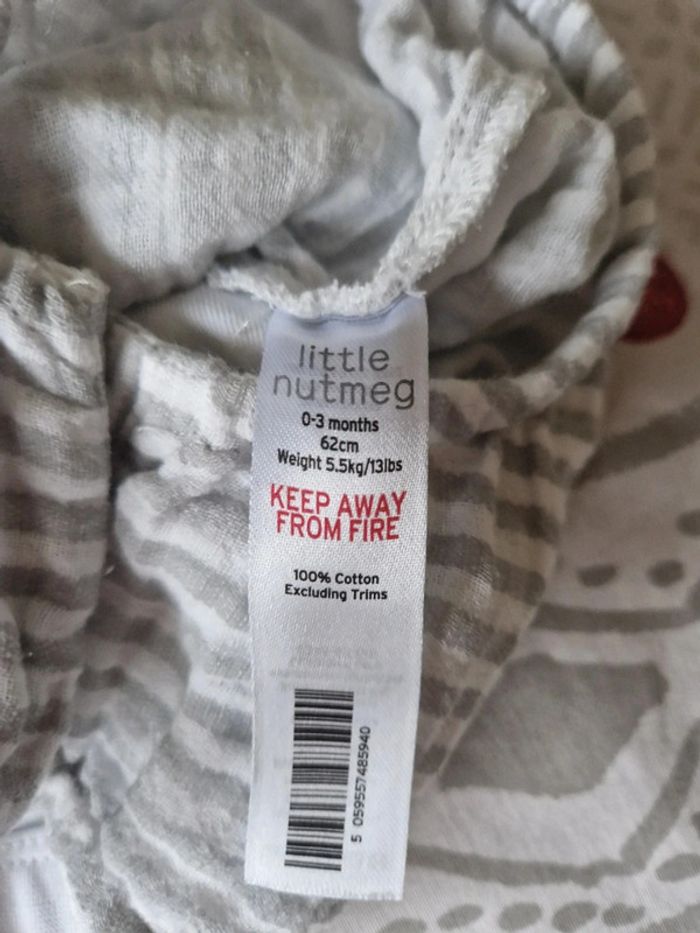 little
nutmeg
0-3 months
62cm
Weight 5.5kg/13lbs
KEEP AWAY
FROM FIRE
100% Cotton
Excluding Trims
5 059557485940